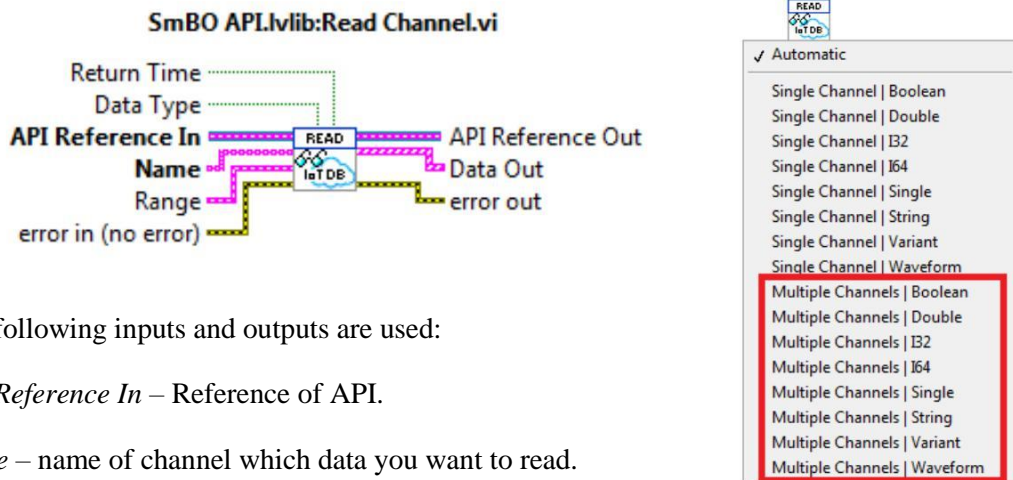 SmBO API.lvlib:Read Channel.vi
Return Time
Data Type
API Reference In
Name
Range
error in (no error)
READ
IoT DB
API Reference Out
Data Out
error out
following inputs and outputs are used:
Reference In – Reference of API.
e – name of channel which data you want to read.
READ
IoT DB
✓ Automatic
Single Channel | Boolean
Single Channel | Double
Single Channel | I32
Single Channel | I64
Single Channel | Single
Single Channel | String
Single Channel | Variant
Single Channel | Waveform
Multiple Channels | Boolean
Multiple Channels | Double
Multiple Channels | I32
Multiple Channels | I64
Multiple Channels | Single
Multiple Channels | String
Multiple Channels | Variant
Multiple Channels | Waveform